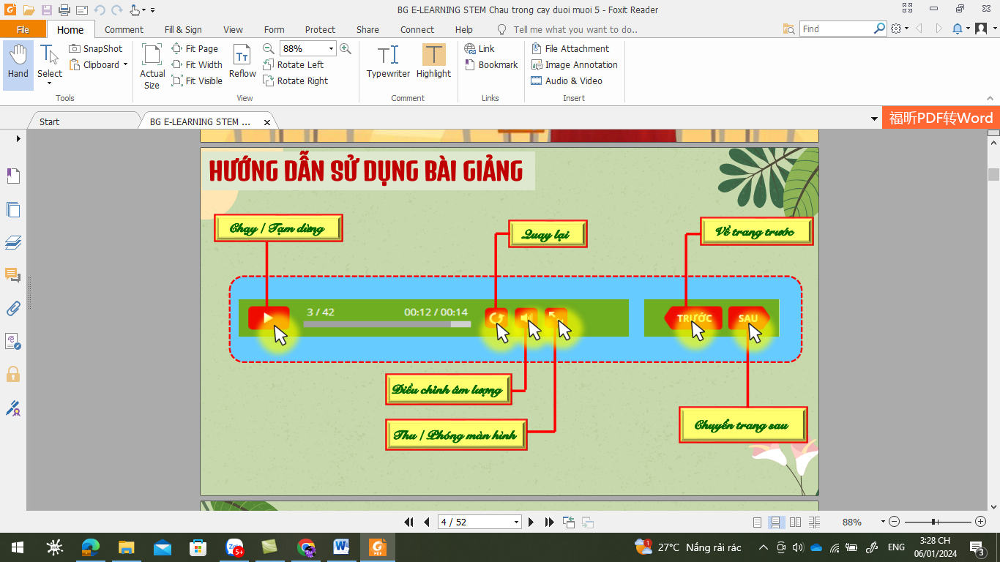 BG E-LEARNING STEM Chau trong cay duoi muoi 5 - Foxit Reader
File Home Comment Fill & Sign View Form Protect Share Connect Help Tell me what you want to do.. Find
Hand
Select
SnapShot
Clipboard
Tools
Actual Size
Fit Page
Fit Width
Fit Visible
Reflow
88%
Rotate Left
Rotate Right
View
Typewriter
Highlight
Comment
Link
Bookmark
Links
File Attachment
Image Annotation
Audio & Video
Insert
Start
BG E-LEARNING STEM ...
福昕PDF转Word
HƯỚNG DẪN SỬ DỤNG BÀI GIẢNG
Chạy / Tạm dừng
Quay lại
Về trang trước
3 / 42
00:12 / 00:14
TRƯỚC
SAU
Điều chỉnh âm lượng
Thu / Phóng màn hình
Chuyển trang sau
4 / 52
88%
Zalo
5+
W
PDF
1
27°C Nắng rải rác
ENG
3:28 CH
06/01/2024
3